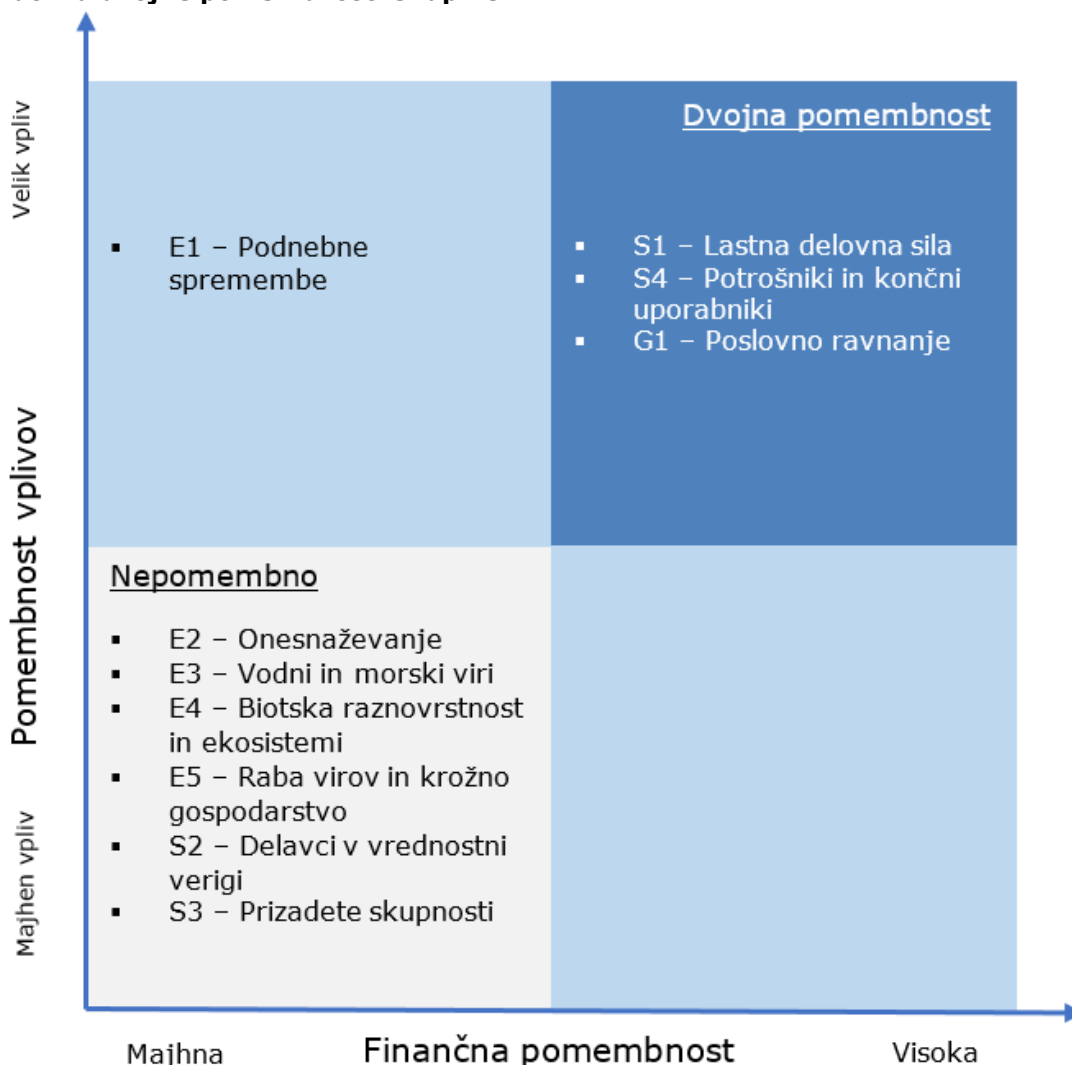 Velik vpliv
Dvojna pomembnost
▪ E1 – Podnebne
spremembe
▪ S1 – Lastna delovna sila
▪ S4 – Potrošniki in končni
uporabniki
▪ G1 – Poslovno ravnanje
Pomembnost vplivov
Nepomembno
▪ E2 – Onesnaževanje
▪ E3 – Vodni in morski viri
▪ E4 – Biotska raznovrstnost
in ekosistemi
▪ E5 – Raba virov in krožno
gospodarstvo
▪ S2 – Delavci v vrednostni
verigi
▪ S3 – Prizadete skupnosti
Majhen vpliv
Majhna
Finančna pomembnost
Visoka